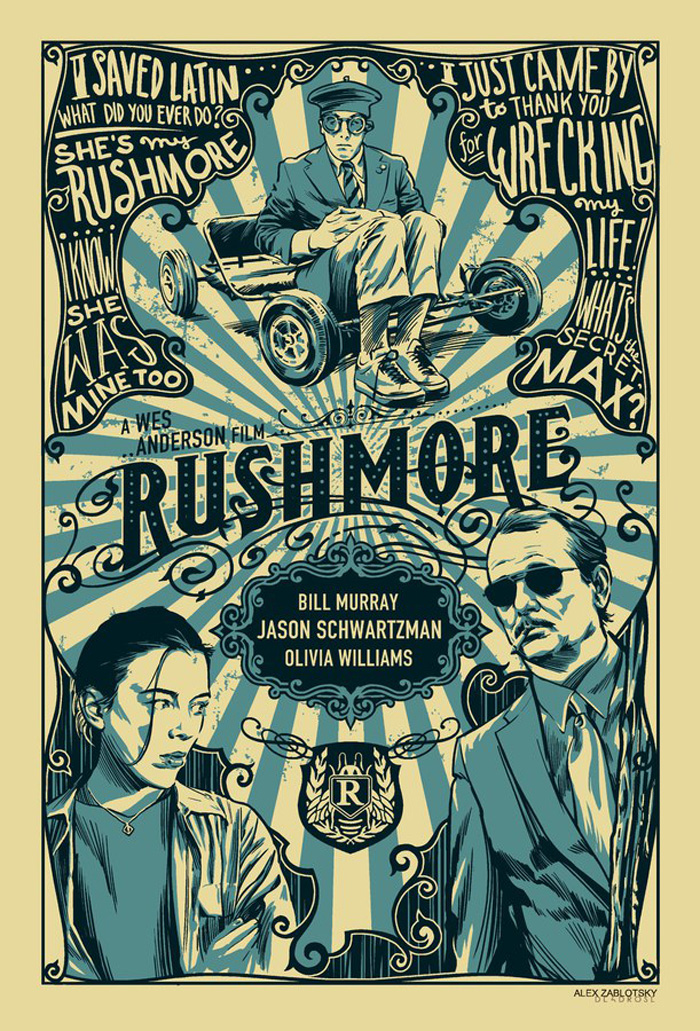 I SAVED LATIN
WHAT DID YOU EVER DO?
SHE'S my
RUSHMORE
I KNOW
SHE
WAS
MINE TOO
I JUST CAME BY
to THANK YOU
for WRECKING
my
LIFE!
WHAT'S the
SECRET,
MAX?
A WES
ANDERSON FILM
RUSHMORE
BILL MURRAY
JASON SCHWARTZMAN
OLIVIA WILLIAMS
R
ALEX ZABLOTSKY